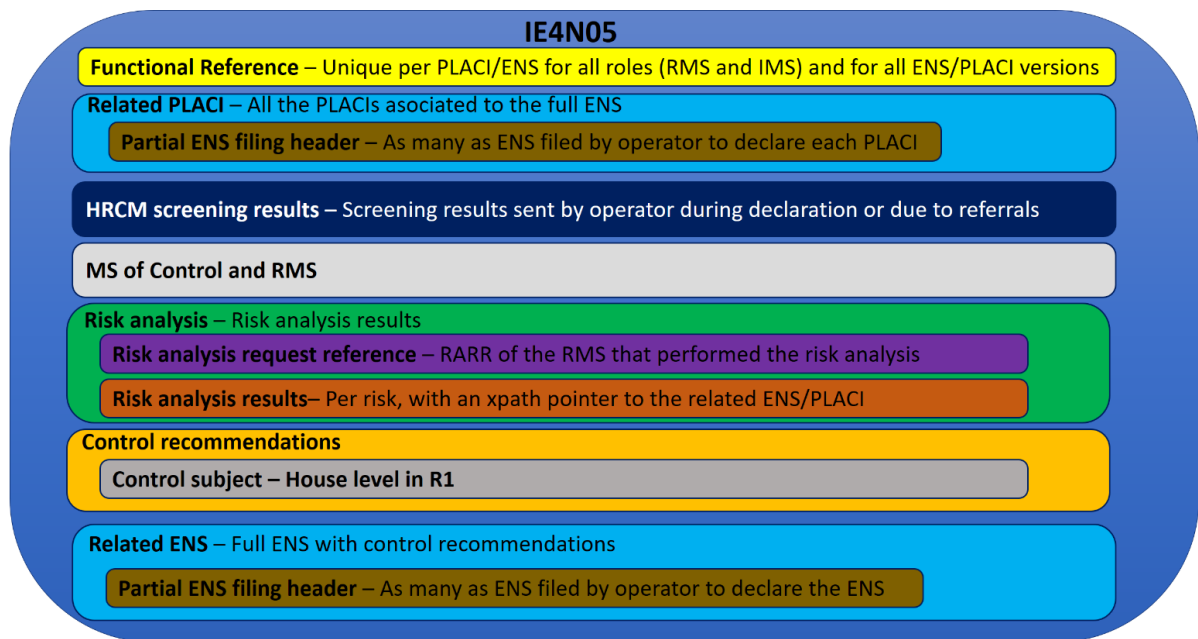 IE4N05
Functional Reference – Unique per PLACI/ENS for all roles (RMS and IMS) and for all ENS/PLACI versions
Related PLACI – All the PLACIs asociated to the full ENS
Partial ENS filing header – As many as ENS filed by operator to declare each PLACI
HRCM screening results – Screening results sent by operator during declaration or due to referrals
MS of Control and RMS
Risk analysis – Risk analysis results
Risk analysis request reference – RARR of the RMS that performed the risk analysis
Risk analysis results– Per risk, with an xpath pointer to the related ENS/PLACI
Control recommendations
Control subject – House level in R1
Related ENS – Full ENS with control recommendations
Partial ENS filing header – As many as ENS filed by operator to declare the ENS